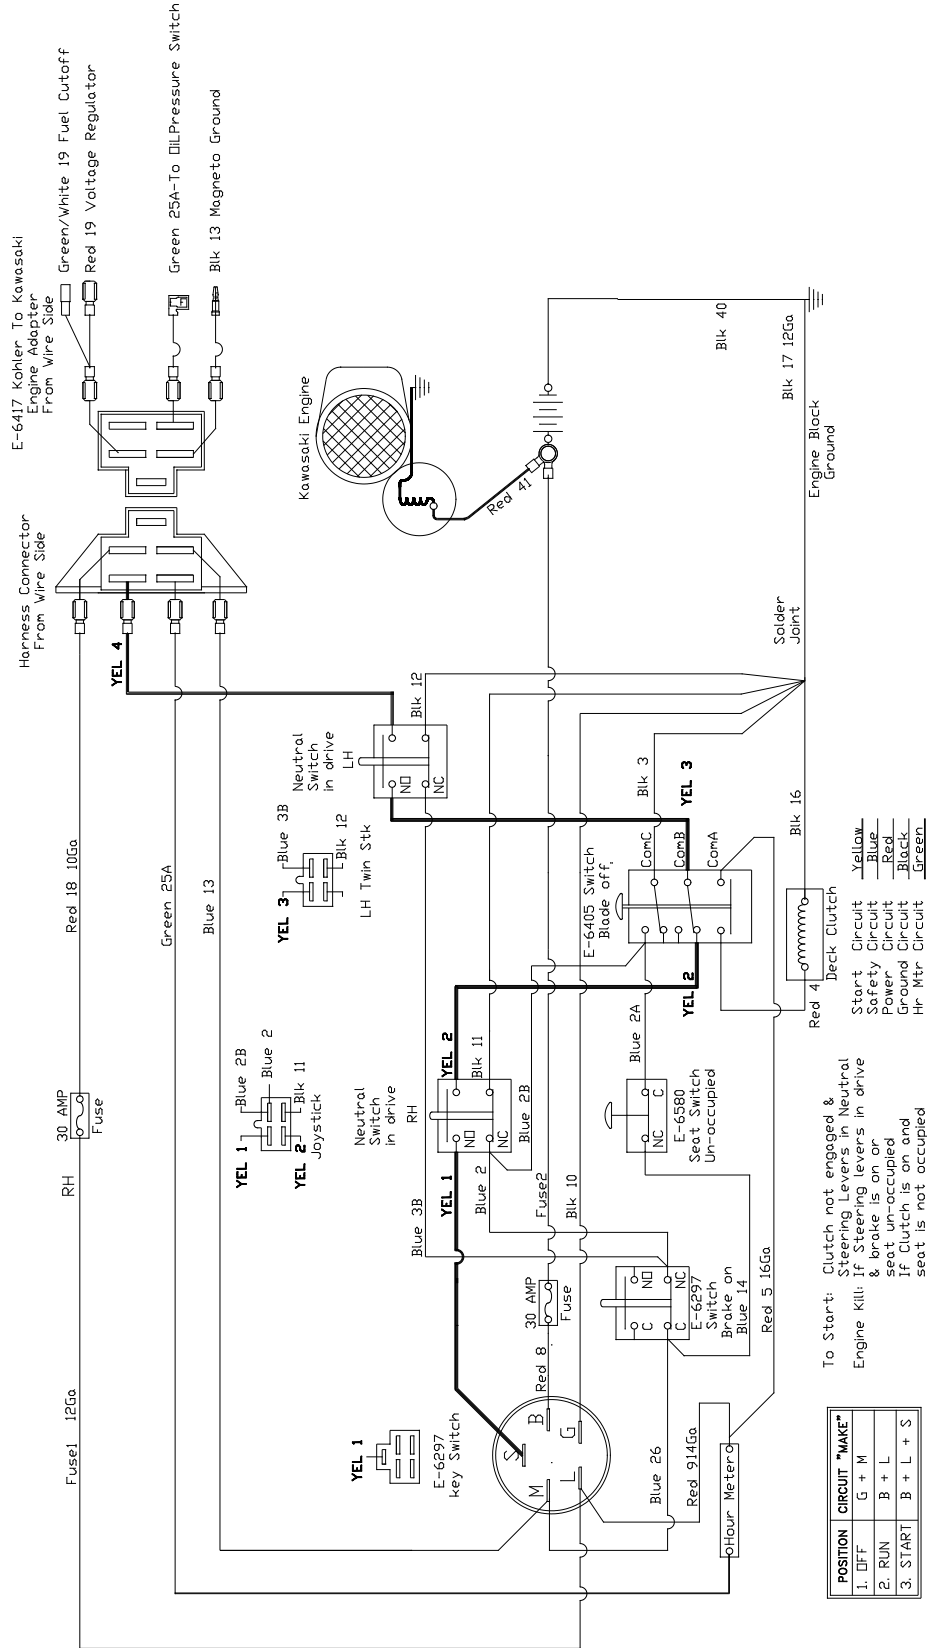 E-6417 Kohler To Kawasaki
Engine Adapter
From Wire Side
Green/White 19 Fuel Cutoff
Red 19 Voltage Regulator
Green 25A-To OiLPressure Switch
Blk 13 Magneto Ground
Harness Connector
From Wire Side
YEL 4
Kawasaki Engine
Red 41
Blk 40
Blk 17 12Ga
Engine Block
Ground
Solder
Joint
Blk 12
Neutral
Switch
in drive
LH
NO
NC
Blue 3B
YEL 3
Blk 12
LH Twin Stk
Blk 3
YEL 3
Blk 16
ComC
ComB
ComA
E-6405 Switch
Blade off.
Deck Clutch
Red 4
Red 18 10Ga
Green 25A
Blue 13
YEL 2
Blue 2A
Blue 2B
Blue 2
YEL 1
Blk 11
YEL 2
Joystick
30 AMP
Fuse
RH
Neutral
Switch
in drive
RH
YEL 2
Blk 11
NO
NC
Blue 2B
YEL 1
Blue 2
Blue 3B
Fuse2
Blk 10
C
NC
E-6580
Seat Switch
Un-occupied
NO
NC
C
C
E-6297
Switch
Brake on
Blue 14
Red 5 16Ga
30 AMP
Fuse
Red 8
Fuse1 12Ga
YEL 1
E-6297
key Switch
S
B
M
G
L
Blue 26
Red 914Ga
Hour Meter
Start Circuit Yellow
Safety Circuit Blue
Power Circuit Red
Ground Circuit Black
Hr Mtr Circuit Green
To Start: Clutch not engaged &
Steering Levers in Neutral
Engine Kill: If Steering levers in drive
& brake is on or
seat un-occupied
If Clutch is on and
seat is not occupied
POSITION CIRCUIT "MAKE"
1. OFF G + M
2. RUN B + L
3. START B + L + S